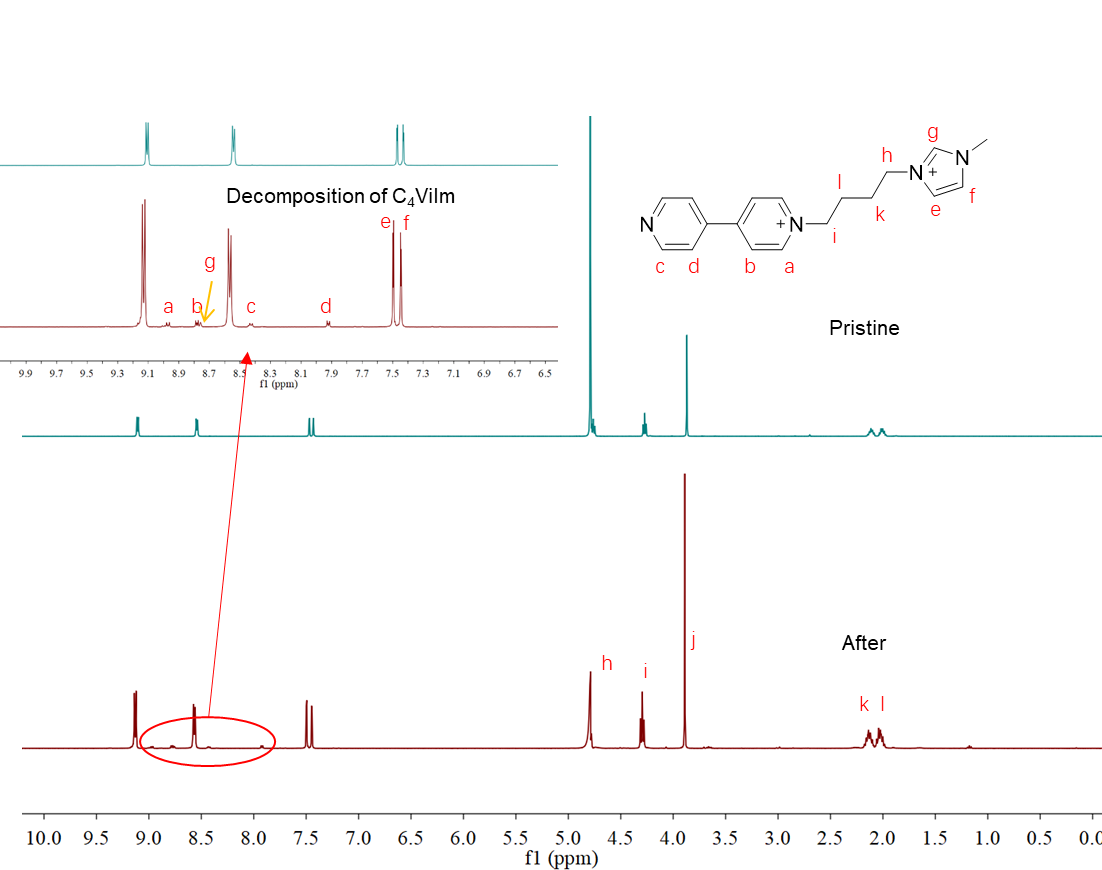 Decomposition of C4ViIm
g
e
f
a
b
c
d
9.9 9.7 9.5 9.3 9.1 8.9 8.7 8.5 8.3 8.1 7.9 7.7 7.5 7.3 7.1 6.9 6.7 6.5
f1 (ppm)
g
N
h
N
+
l
f
k
e
N
+
N
i
c
d
b
a
Pristine
After
j
h
i
k
l
10.0 9.5 9.0 8.5 8.0 7.5 7.0 6.5 6.0 5.5 5.0 4.5 4.0 3.5 3.0 2.5 2.0 1.5 1.0 0.5 0.0
f1 (ppm)